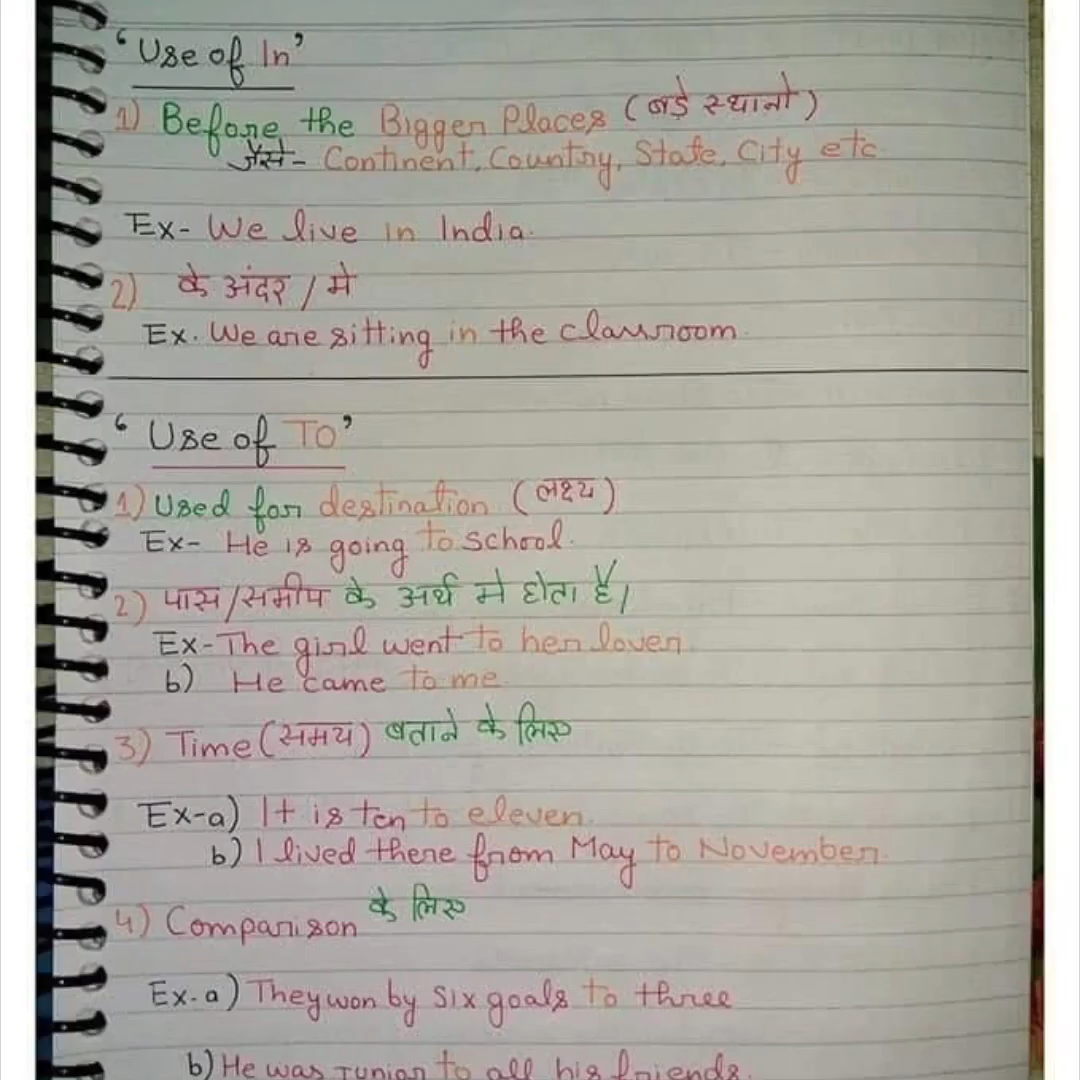 'Use of In'
1) Before the Bigger Places (बड़े स्थानो)
जैसे - Continent, Country, State, City etc
Ex- We live in India.
2) के अंदर / मे
Ex. We are sitting in the classroom.
'Use of TO'
1) Used for destination (लक्ष्य)
Ex- He is going to school.
2) पास/समीप के अर्थ मे होता है।
Ex- The girl went to her lover.
b) He came to me.
3) Time (समय) बताने के लिए
Ex-a) It is ten to eleven.
b) I lived there from May to November.
4) Comparison के लिए
Ex. a) They won by six goals to three
b) He was Junior to all his friends.